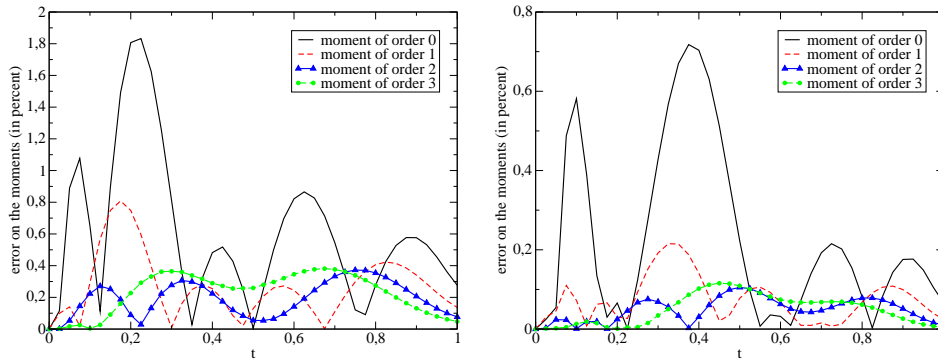 1,8
1,6
1,4
1,2
1
0,8
0,6
0,4
0,2
0
error on the moments (in percent)
moment of order 0
moment of order 1
moment of order 2
moment of order 3
0 0,2 0,4 0,6 0,8 1
t
0,8
0,6
0,4
0,2
0
error on the moments (in percent)
moment of order 0
moment of order 1
moment of order 2
moment of order 3
0 0,2 0,4 0,6 0,8
t